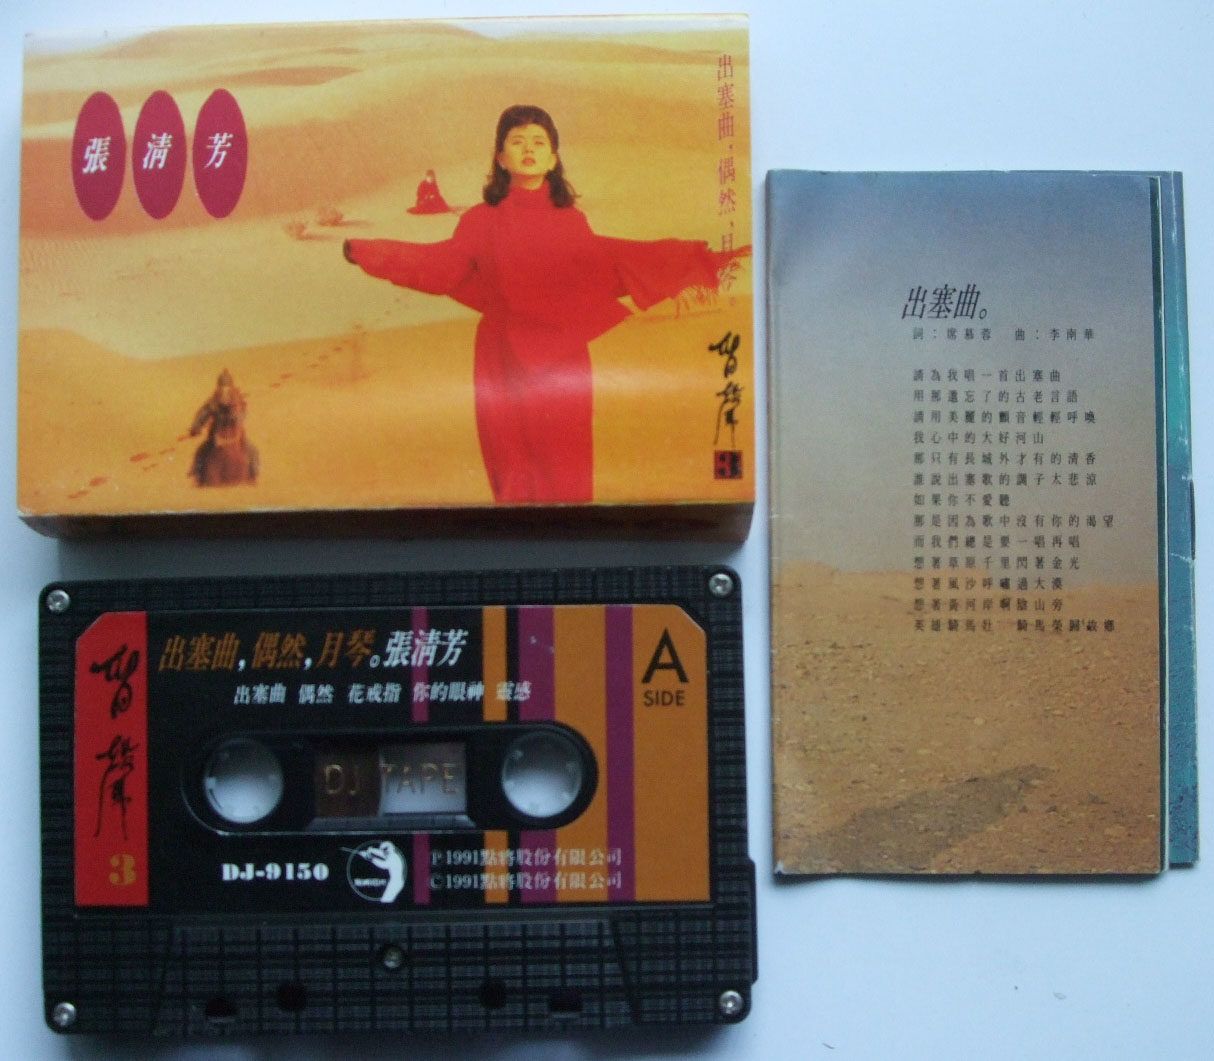 張 清 芳
出塞曲，偶然，月琴。
皆聲
3
出塞曲。
詞：席慕蓉 曲：李南華
請為我唱一首出塞曲
用那遺忘了的古老言語
請用美麗的顫音輕輕呼喚
我心中的大好河山
那只有長城外才有的清香
誰說出塞歌的調子太悲涼
如果你不愛聽
那是因為歌中沒有你的渴望
而我們總是要一唱再唱
想著草原千里閃著金光
想著風沙呼嘯過大漠
想著黃河岸啊陰山旁
英雄騎馬壯 騎馬榮歸故鄉
皆聲
3
出塞曲,偶然,月琴。張清芳
出塞曲 偶然 花戒指 你的眼神 靈感
A
SIDE
DJ TAPE
DJ-9150
P 1991點將股份有限公司
© 1991點將股份有限公司